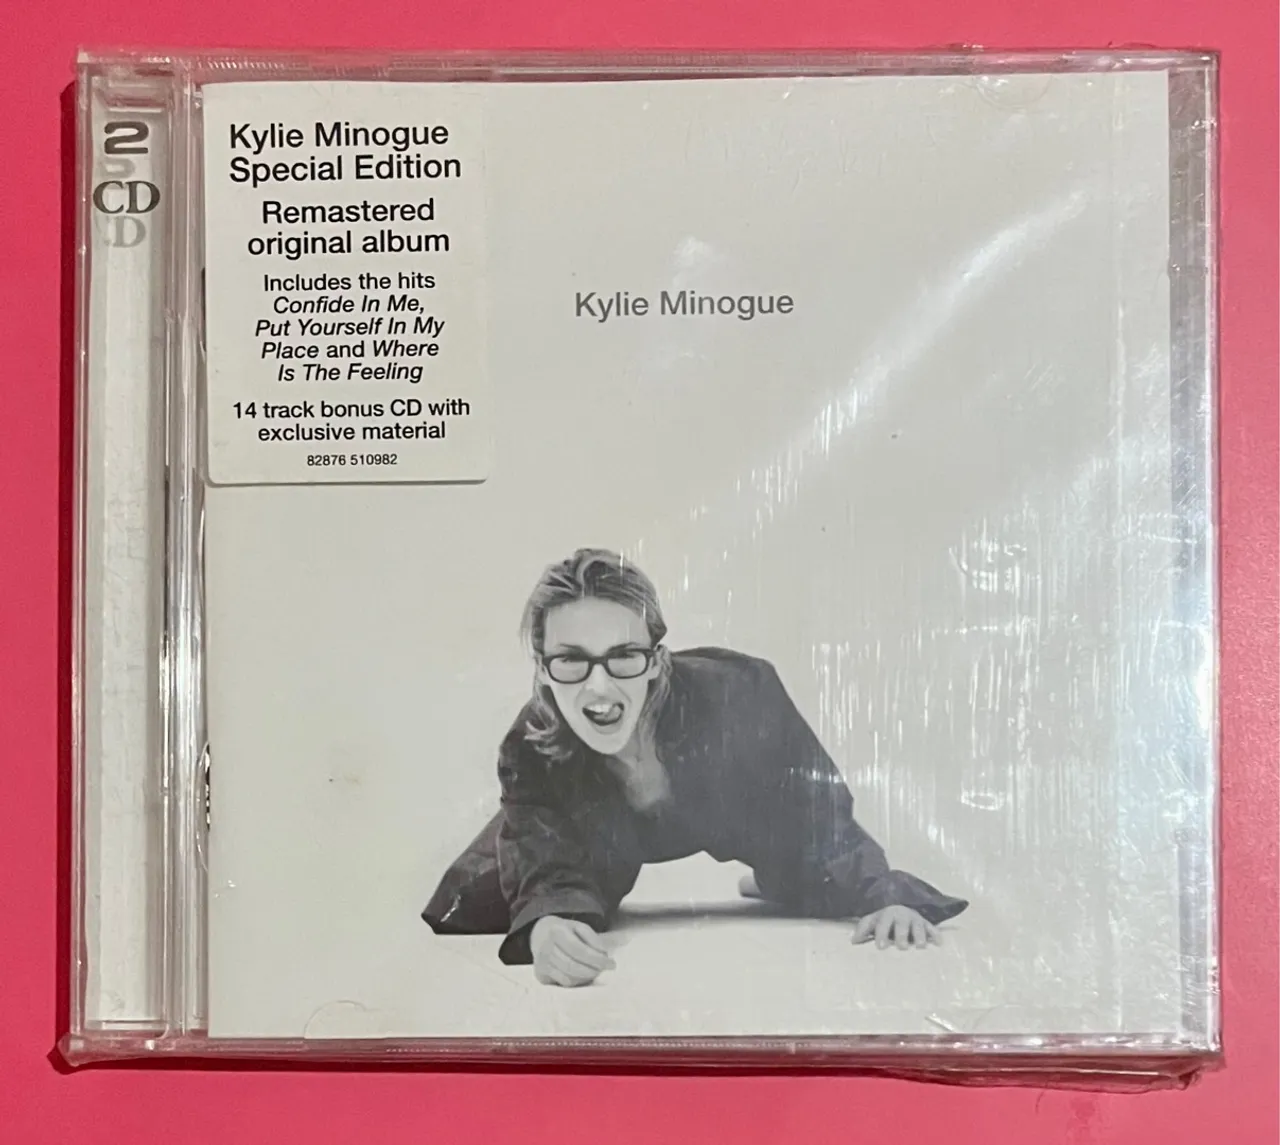 2
CD
Kylie Minogue
Special Edition
Remastered
original album
Includes the hits
Confide In Me,
Put Yourself In My
Place and Where
Is The Feeling
14 track bonus CD with
exclusive material
82876 510982
Kylie Minogue